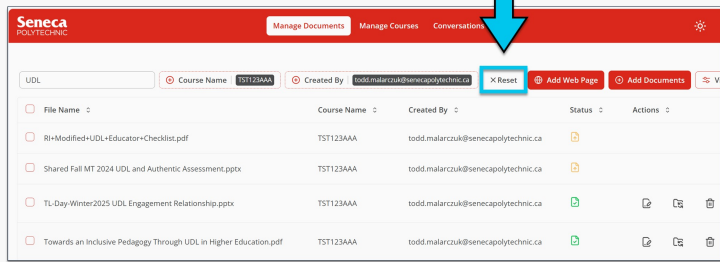 Seneca
POLYTECHNIC
Manage Documents Manage Courses Conversations
UDL Course Name TST123AAA Created By todd.malarczuk@senecapolytechnic.ca × Reset Add Web Page Add Documents
File Name Course Name Created By Status Actions
RI+Modified+UDL+Educator+Checklist.pdf TST123AAA todd.malarczuk@senecapolytechnic.ca
Shared Fall MT 2024 UDL and Authentic Assessment.pptx TST123AAA todd.malarczuk@senecapolytechnic.ca
TL-Day-Winter2025 UDL Engagement Relationship.pptx TST123AAA todd.malarczuk@senecapolytechnic.ca
Towards an Inclusive Pedagogy Through UDL in Higher Education.pdf TST123AAA todd.malarczuk@senecapolytechnic.ca